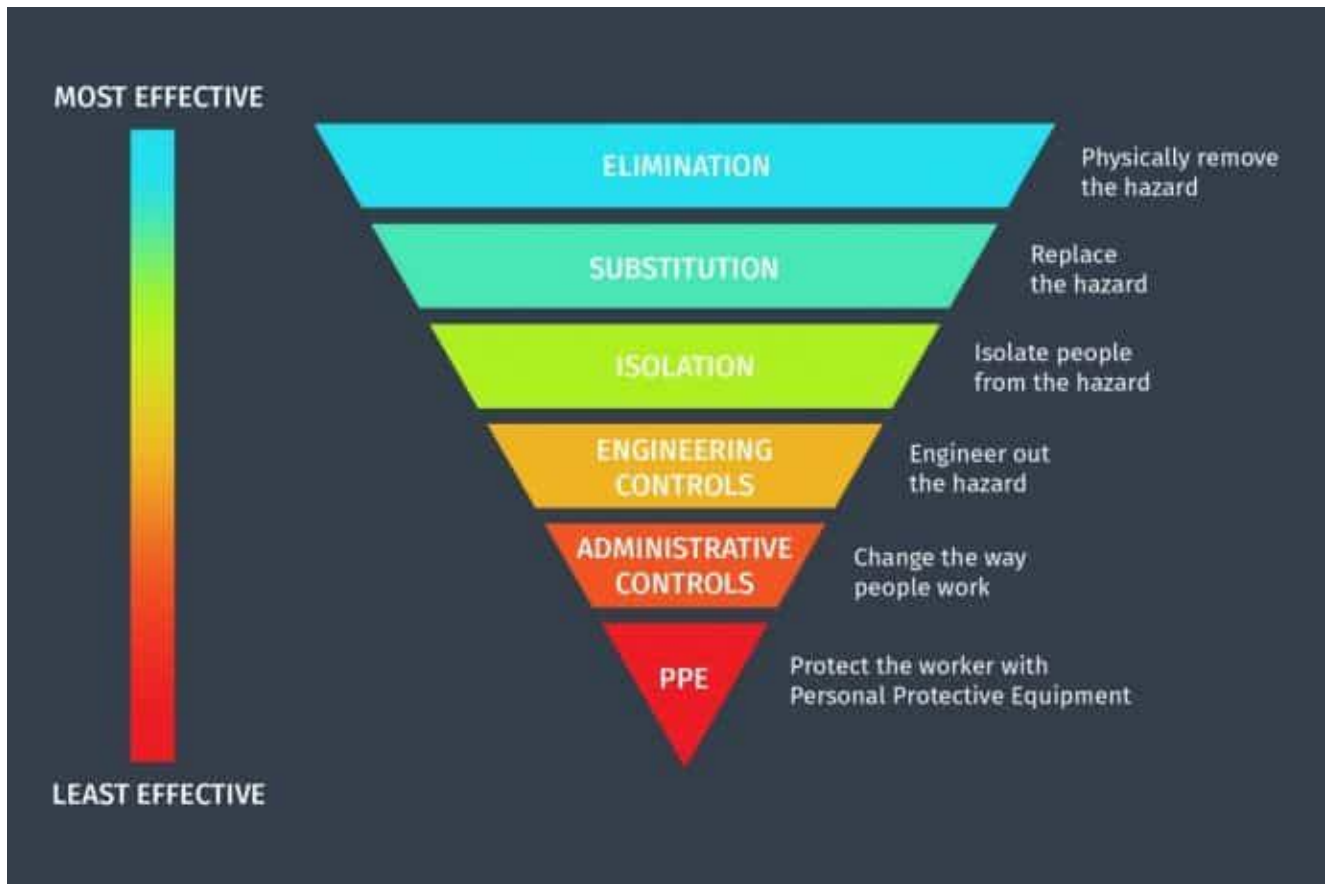 MOST EFFECTIVE
ELIMINATION
Physically remove
the hazard
SUBSTITUTION
Replace
the hazard
ISOLATION
Isolate people
from the hazard
ENGINEERING
CONTROLS
Engineer out
the hazard
ADMINISTRATIVE
CONTROLS
Change the way
people work
PPE
Protect the worker with
Personal Protective Equipment
LEAST EFFECTIVE